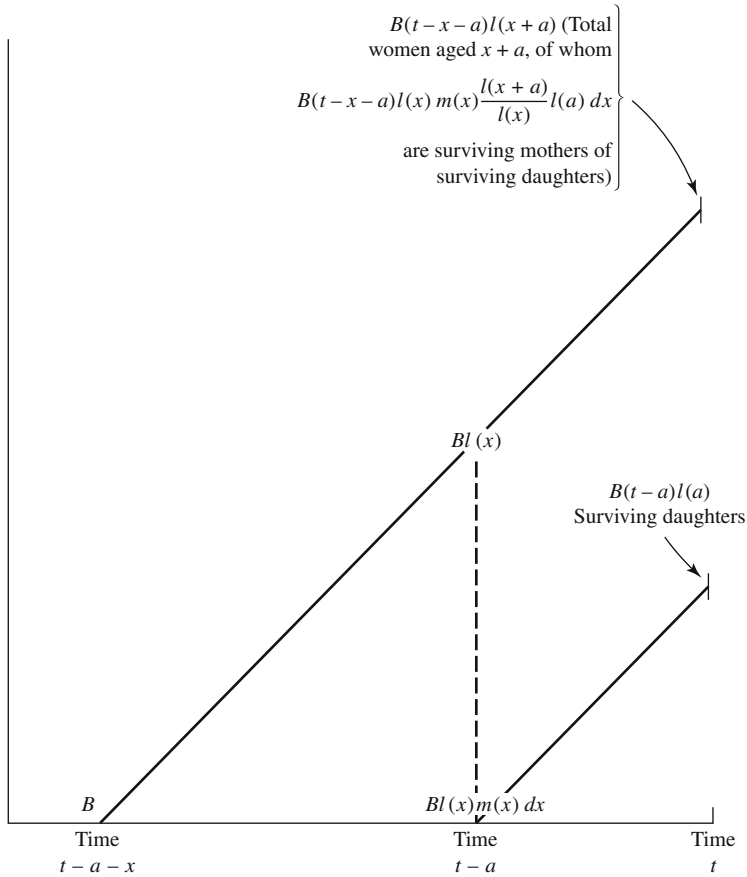 B(t – x – a) l(x + a) (Total
women aged x + a, of whom
B(t – x – a) l(x) m(x) \frac{l(x + a)}{l(x)} l(a) dx
are surviving mothers of
surviving daughters)
Bl (x)
B(t – a) l(a)
Surviving daughters
B
Bl (x) m(x) dx
Time
t – a – x
Time
t – a
Time
t